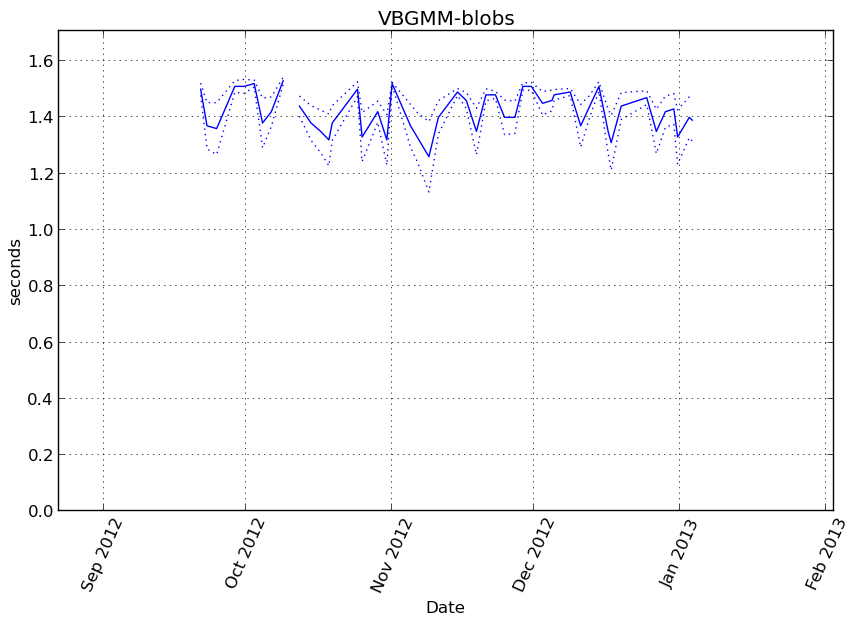 VBGMM-blobs
1.6
1.4
1.2
1.0
0.8
0.6
0.4
0.2
0.0
seconds
Sep 2012
Oct 2012
Nov 2012
Dec 2012
Jan 2013
Feb 2013
Date